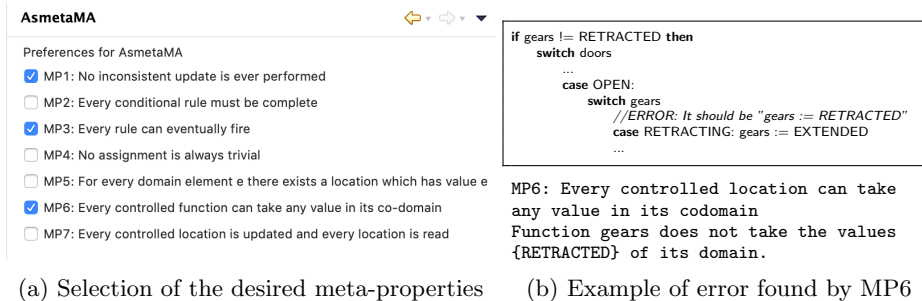 AsmetaMA
Preferences for AsmetaMA
MP1: No inconsistent update is ever performed
MP2: Every conditional rule must be complete
MP3: Every rule can eventually fire
MP4: No assignment is always trivial
MP5: For every domain element e there exists a location which has value e
MP6: Every controlled function can take any value in its co-domain
MP7: Every controlled location is updated and every location is read
(a) Selection of the desired meta-properties
if gears != RETRACTED then
switch doors
...
case OPEN:
switch gears
//ERROR: It should be "gears := RETRACTED"
case RETRACTING: gears := EXTENDED
...
MP6: Every controlled location can take
any value in its codomain
Function gears does not take the values
{RETRACTED} of its domain.
(b) Example of error found by MP6